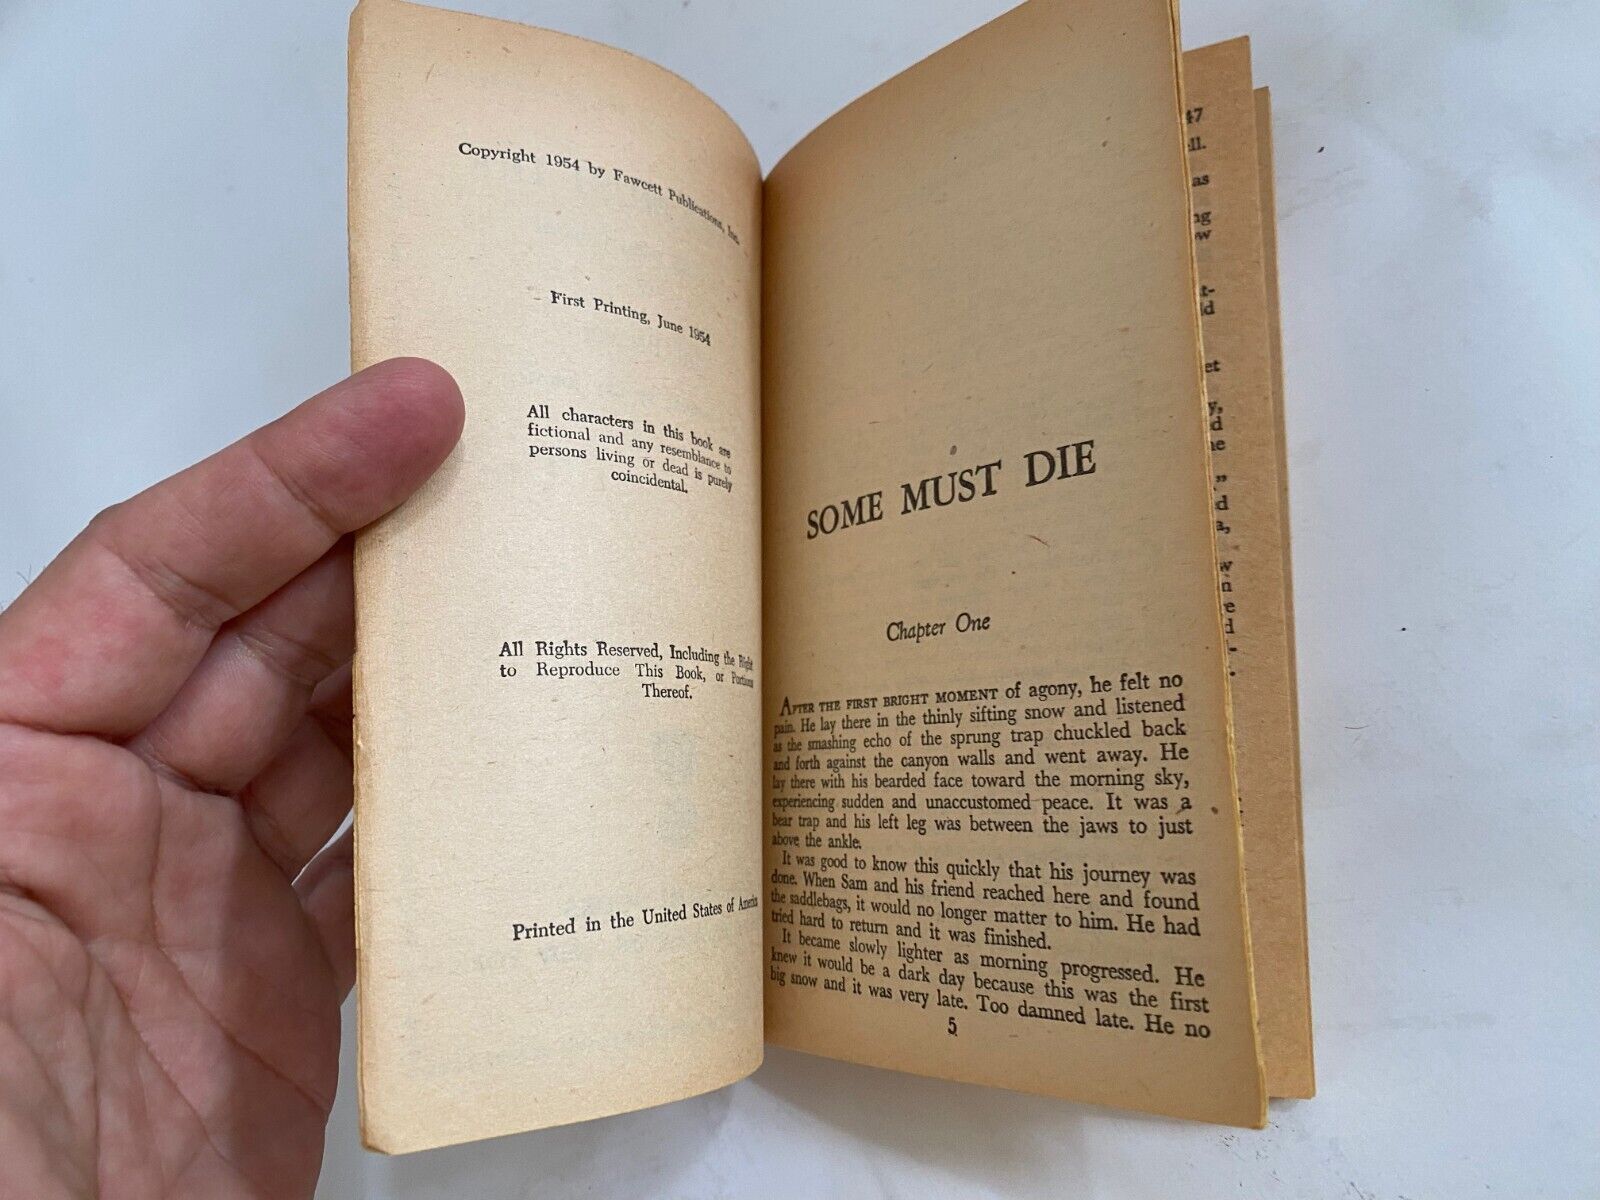 Copyright 1954 by Fawcett Publications, Inc.
First Printing, June 1954
All characters in this book are
fictional and any resemblance to
persons living or dead is purely
coincidental.
All Rights Reserved, Including the Right
to Reproduce This Book, or Portions
Thereof.
Printed in the United States of America
SOME MUST DIE
Chapter One
AFTER THE FIRST BRIGHT MOMENT of agony, he felt no
pain. He lay there in the thinly sifting snow and listened
as the smashing echo of the sprung trap chuckled back
and forth against the canyon walls and went away. He
lay there with his bearded face toward the morning sky,
experiencing sudden and unaccustomed peace. It was a
bear trap and his left leg was between the jaws to just
above the ankle.
It was good to know this quickly that his journey was
done. When Sam and his friend reached here and found
the saddlebags, it would no longer matter to him. He had
tried hard to return and it was finished.
It became slowly lighter as morning progressed. He
knew it would be a dark day because this was the first
big snow and it was very late. Too damned late. He no
5
47
ll.
as
ng
ow
t-
ld
et
y,
d
he
"
d
a,
w
n
e
d
-
.